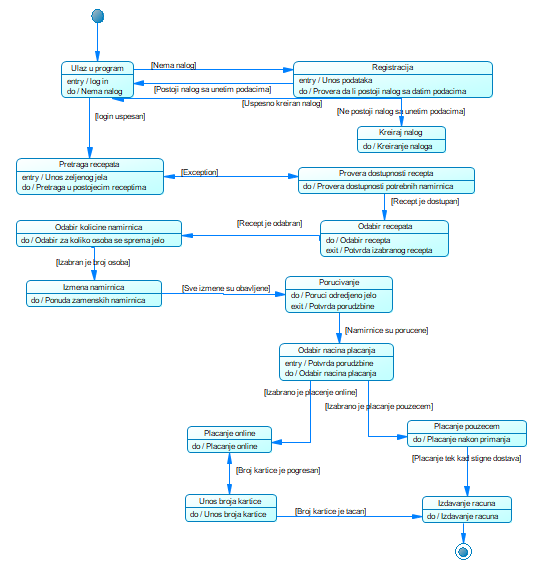 Ulaz u program
entry / log in
do / Nema nalog
[Nema nalog]
Registracija
entry / Unos podataka
do / Provera da li postoji nalog sa datim podacima
[Postoji nalog sa unetim podacima]
[Uspesno kreiran nalog]
[Ne postoji nalog sa unetim podacima]
[login uspesan]
Kreiraj nalog
do / Kreiranje naloga
Pretraga recepata
entry / Unos zeljenog jela
do / Pretraga u postojecim receptima
[Exception]
Provera dostupnosti recepta
do / Provera dostupnosti potrebnih namirnica
[Recept je dostupan]
Odabir kolicine namirnica
do / Odabir za koliko osoba se sprema jelo
[Recept je odabran]
Odabir recepata
do / Odabir recepta
exit / Potvrda izabranog recepta
[Izabran je broj osoba]
Izmena namirnica
do / Ponuda zamenskih namirnica
[Sve izmene su obavljene]
Porucivanje
do / Poruci odredjeno jelo
exit / Potvrda porudzbine
[Namirnice su porucene]
Odabir nacina placanja
entry / Potvrda porudzbine
do / Odabir nacina placanja
[Izabrano je placenje online]
[Izabrano je placanje pouzecem]
Placanje online
do / Placanje online
Placanje pouzecem
do / Placanje nakon primanja
[Broj kartice je pogresan]
[Placanje tek kad stigne dostava]
Unos broja kartice
do / Unos broja kartice
[Broj kartice je tacan]
Izdavanje racuna
do / Izdavanje racuna